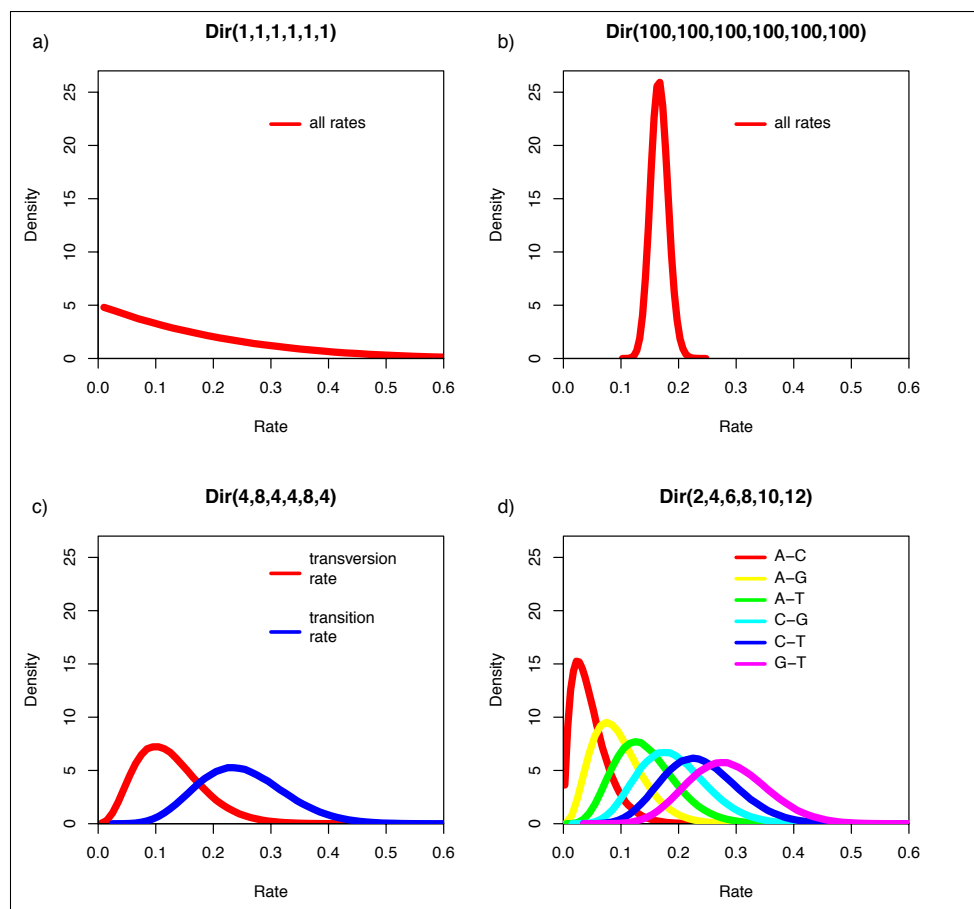 a)
Dir(1,1,1,1,1,1)
all rates
Density
0 5 10 15 20 25
0.0 0.1 0.2 0.3 0.4 0.5 0.6
Rate
b)
Dir(100,100,100,100,100,100)
all rates
Density
0 5 10 15 20 25
0.0 0.1 0.2 0.3 0.4 0.5 0.6
Rate
c)
Dir(4,8,4,4,8,4)
transversion
rate
transition
rate
Density
0 5 10 15 20 25
0.0 0.1 0.2 0.3 0.4 0.5 0.6
Rate
d)
Dir(2,4,6,8,10,12)
A−C
A−G
A−T
C−G
C−T
G−T
Density
0 5 10 15 20 25
0.0 0.1 0.2 0.3 0.4 0.5 0.6
Rate